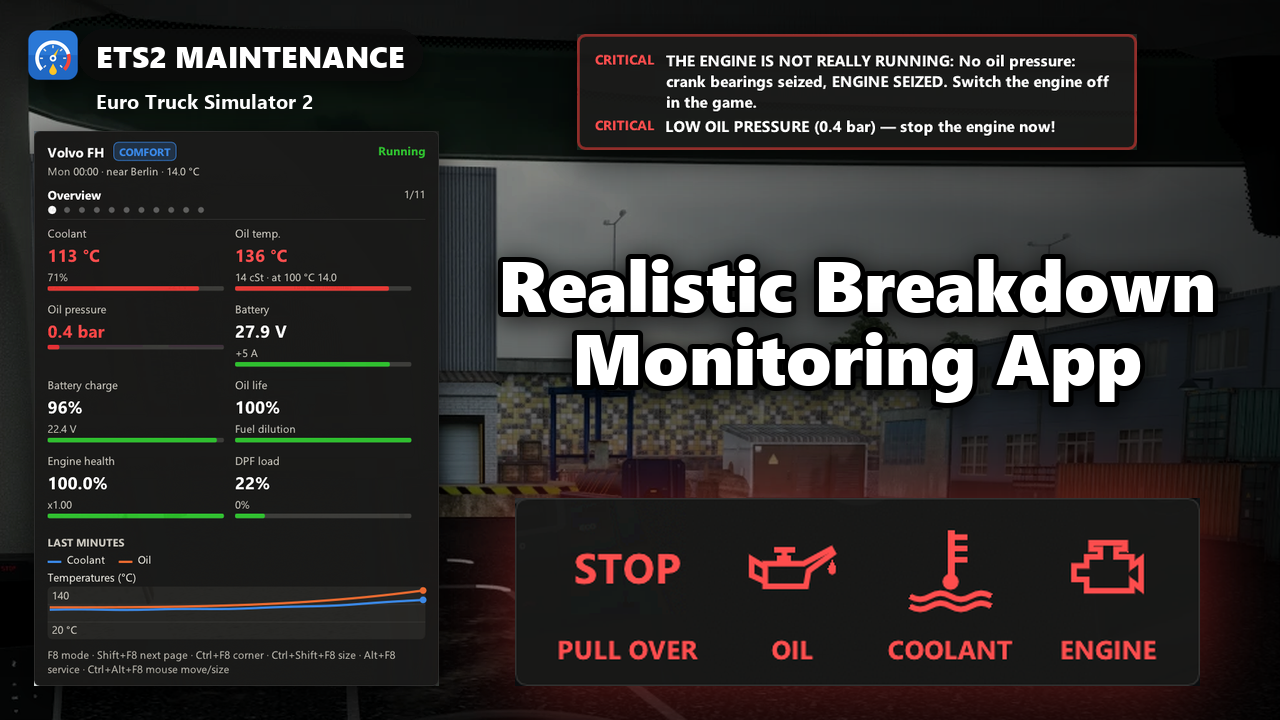 ETS2 MAINTENANCE
Euro Truck Simulator 2
CRITICAL THE ENGINE IS NOT REALLY RUNNING: No oil pressure:
crank bearings seized, ENGINE SEIZED. Switch the engine off
in the game.
CRITICAL LOW OIL PRESSURE (0.4 bar) — stop the engine now!
Volvo FH COMFORT Running
Mon 00:00 · near Berlin · 14.0 °C
Overview 1/11
Coolant Oil temp.
113 °C 136 °C
71% 14 cSt · at 100 °C 14.0
Oil pressure Battery
0.4 bar 27.9 V
+5 A
Battery charge Oil life
96% 100%
22.4 V Fuel dilution
Engine health DPF load
100.0% 22%
x1.00 0%
LAST MINUTES
Coolant Oil
Temperatures (°C)
140
20 °C
F8 mode · Shift+F8 next page · Ctrl+F8 corner · Ctrl+Shift+F8 size · Alt+F8
service · Ctrl+Alt+F8 mouse move/size
Realistic Breakdown
Monitoring App
STOP
PULL OVER OIL COOLANT ENGINE